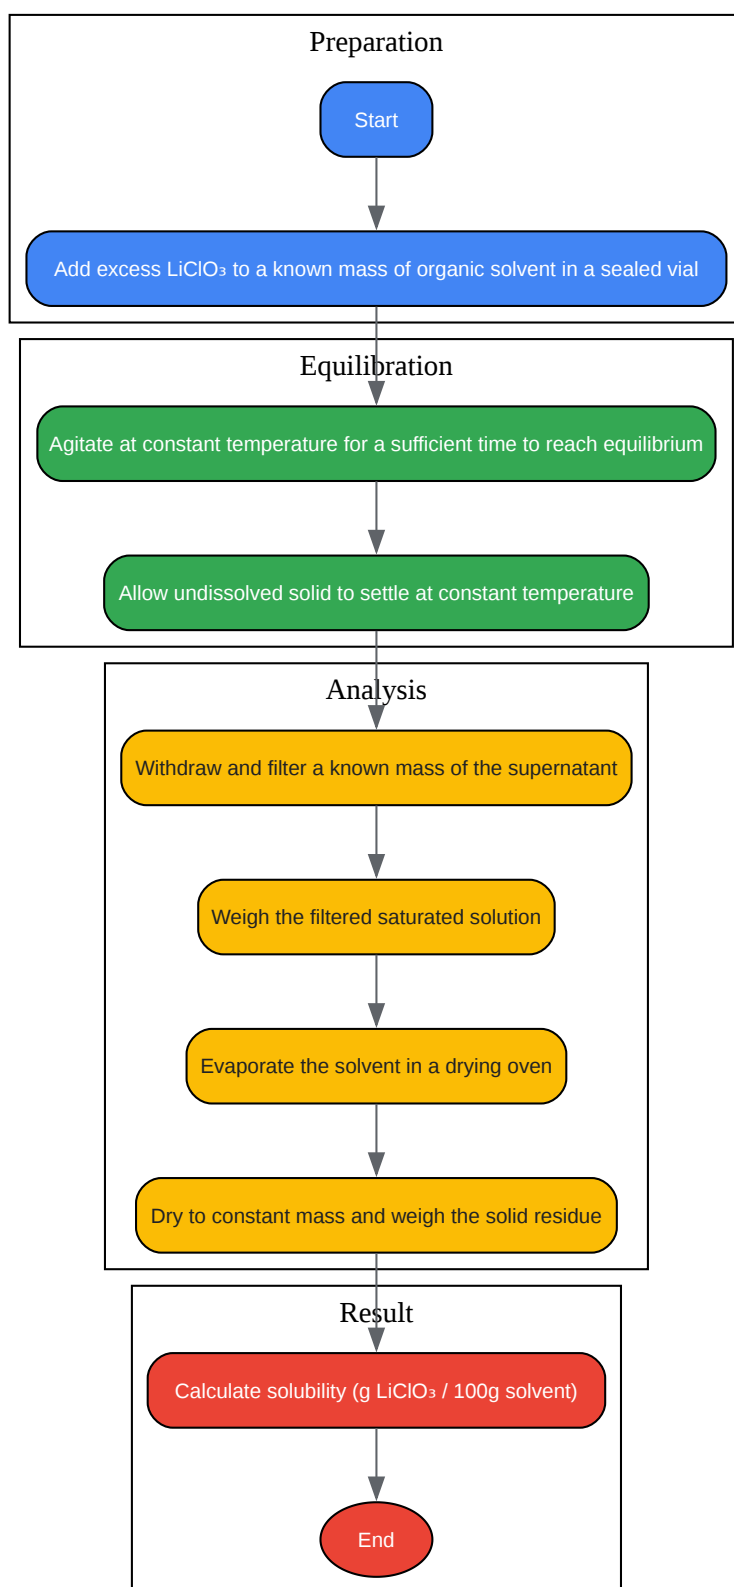 Preparation
Start
Add excess LiClO₃ to a known mass of organic solvent in a sealed vial
Equilibration
Agitate at constant temperature for a sufficient time to reach equilibrium
Allow undissolved solid to settle at constant temperature
Analysis
Withdraw and filter a known mass of the supernatant
Weigh the filtered saturated solution
Evaporate the solvent in a drying oven
Dry to constant mass and weigh the solid residue
Result
Calculate solubility (g LiClO₃ / 100g solvent)
End